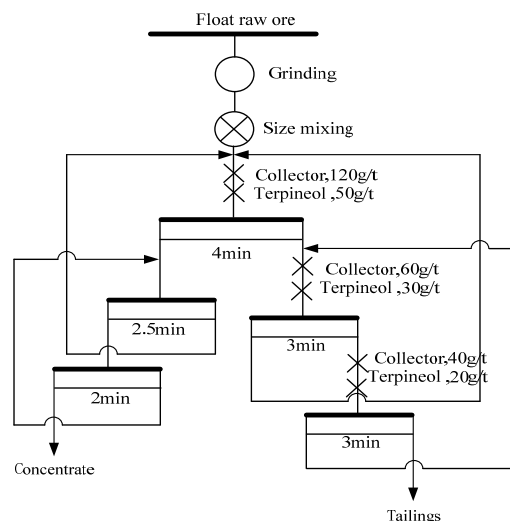 Float raw ore
Grinding
Size mixing
Collector,120g/t
Terpineol ,50g/t
4min
Collector,60g/t
Terpineol ,30g/t
2.5min
3min
Collector,40g/t
Terpineol ,20g/t
2min
3min
Concentrate
Tailings